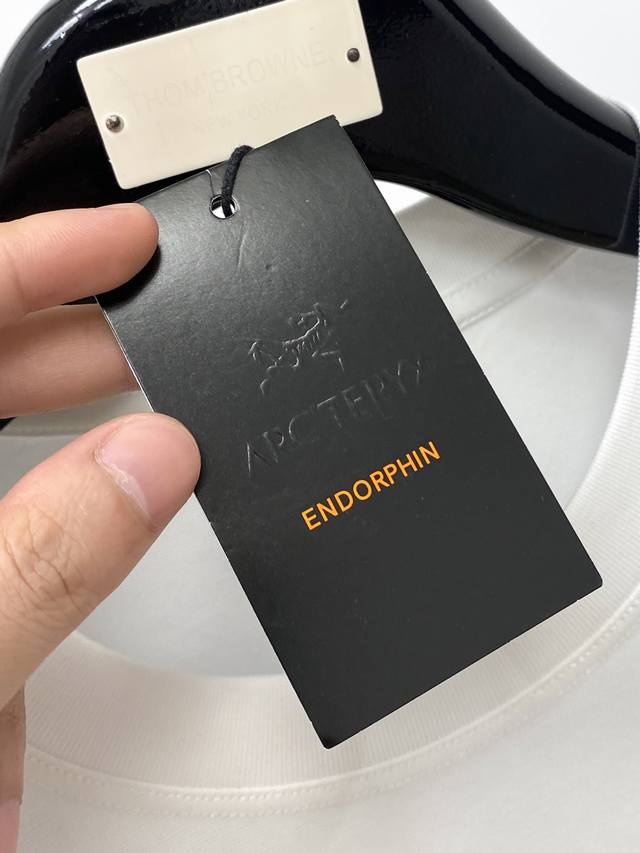 THOM BROWNE.
NEW YORK
ARC'TERYX
ENDORPHIN